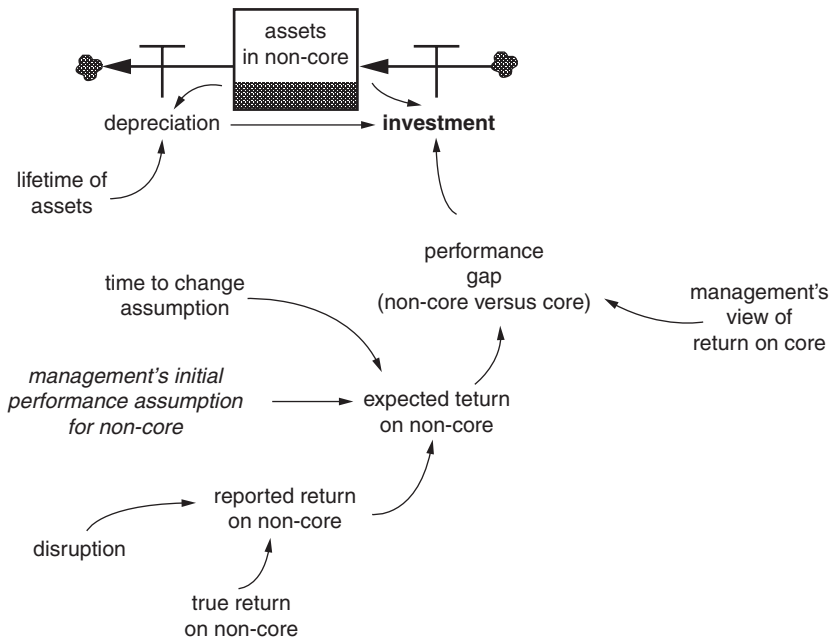 assets
in non-core
depreciation
investment
lifetime of
assets
performance
gap
(non-core versus core)
time to change
assumption
management's
view of
return on core
management's initial
performance assumption
for non-core
expected teturn
on non-core
reported return
on non-core
disruption
true return
on non-core